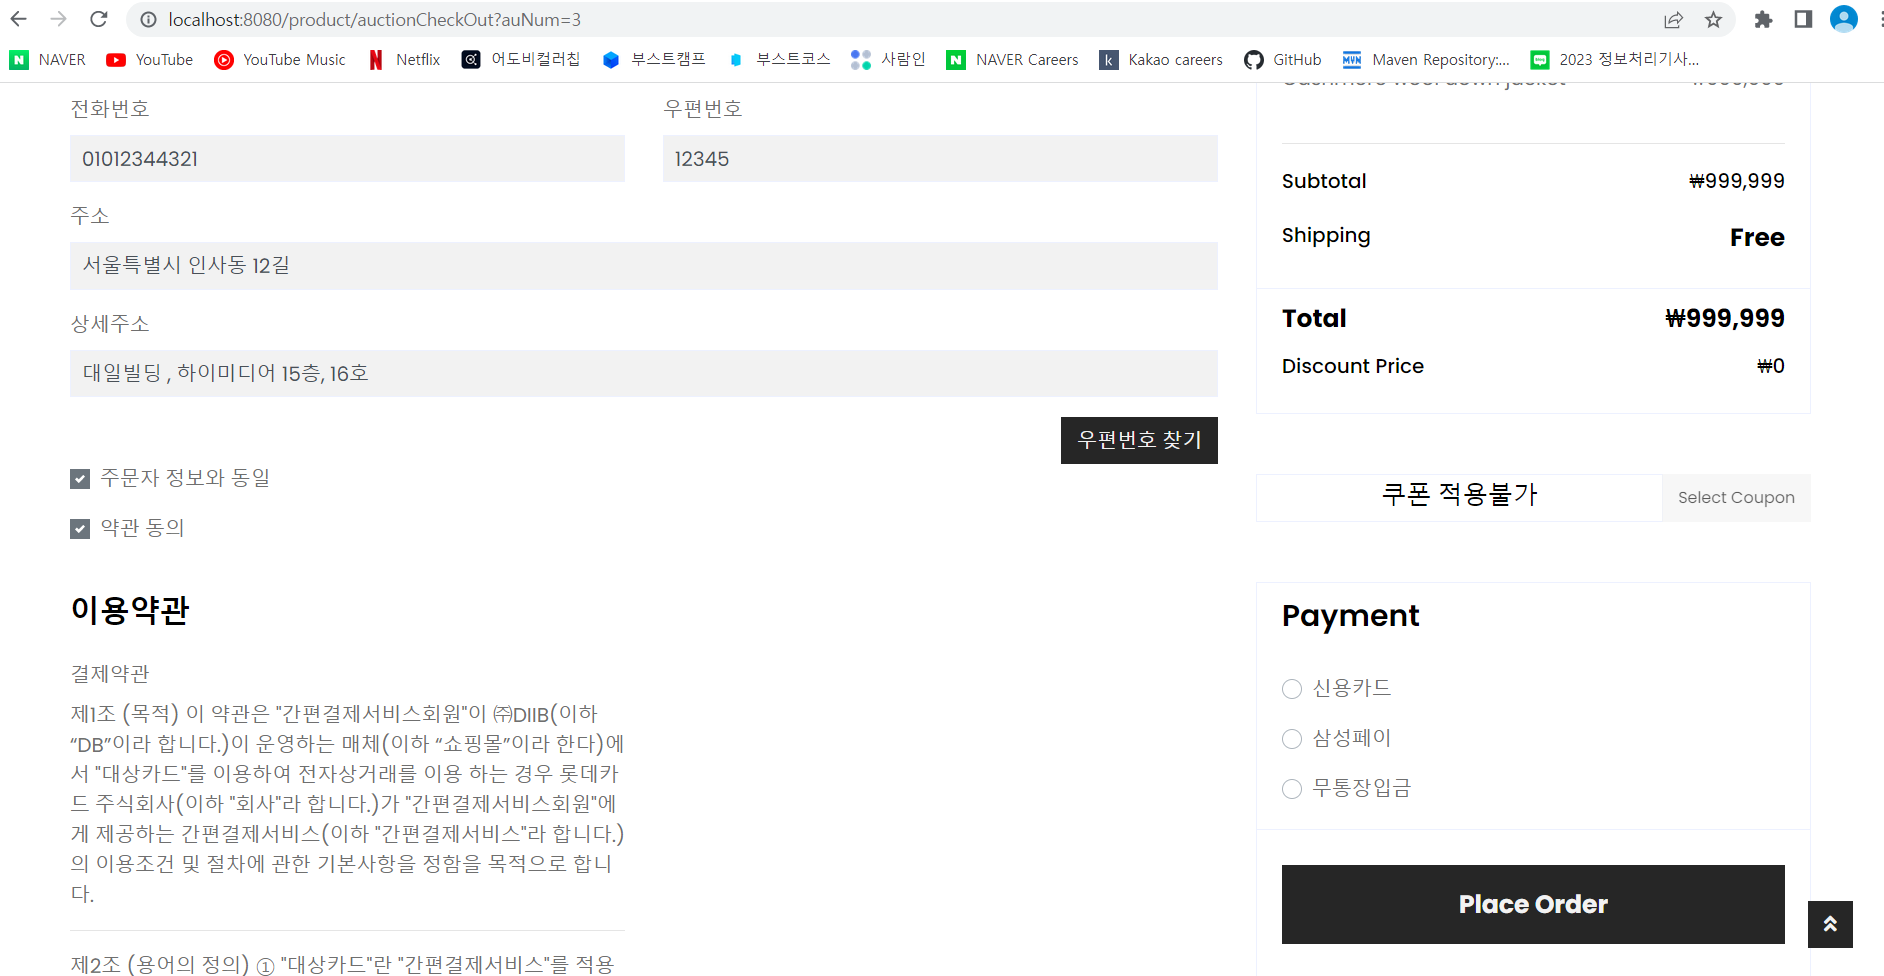 localhost:8080/product/auctionCheckOut?auNum=3
NAVER YouTube YouTube Music Netflix 어도비컬러칩 부스트캠프 부스트코스 사람인 NAVER Careers Kakao careers GitHub Maven Repository:... 2023 정보처리기사...
전화번호 우편번호
01012344321 12345
주소
서울특별시 인사동 12길
상세주소
대일빌딩 , 하이미디어 15층, 16호
우편번호 찾기
주문자 정보와 동일
약관 동의
이용약관
결제약관
제1조 (목적) 이 약관은 "간편결제서비스회원"이 ㈜DIIB(이하
“DB”이라 합니다.)이 운영하는 매체(이하 “쇼핑몰”이라 한다)에
서 "대상카드"를 이용하여 전자상거래를 이용 하는 경우 롯데카
드 주식회사(이하 "회사"라 합니다.)가 "간편결제서비스회원"에
게 제공하는 간편결제서비스(이하 "간편결제서비스"라 합니다.)
의 이용조건 및 절차에 관한 기본사항을 정함을 목적으로 합니
다.
제2조 (용어의 정의) ① "대상카드"란 "간편결제서비스"를 적용
Cashmere wool down jacket ₩999,999
Subtotal ₩999,999
Shipping Free
Total ₩999,999
Discount Price ₩0
쿠폰 적용불가 Select Coupon
Payment
신용카드
삼성페이
무통장입금
Place Order